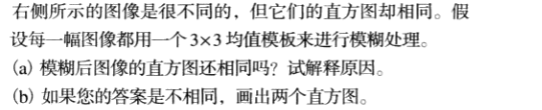 右侧所示的图像是很不同的，但它们的直方图却相同。假
设每一幅图像都用一个 3×3 均值模板来进行模糊处理。
(a) 模糊后图像的直方图还相同吗？试解释原因。
(b) 如果您的答案是不相同，画出两个直方图。